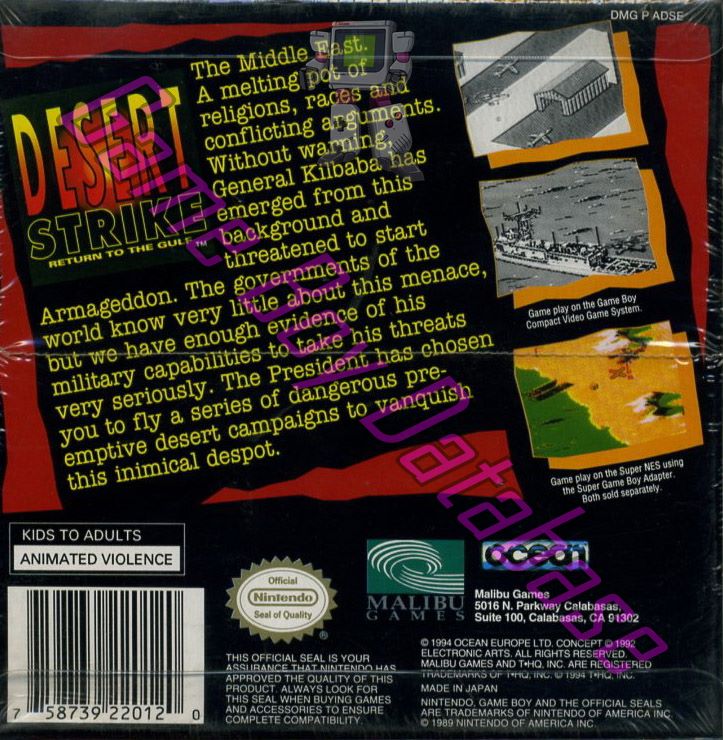 DMG P ADSE
DESERT
STRIKE
RETURN TO THE GULF™
The Middle East.
A melting pot of
religions, races and
conflicting arguments.
Without warning,
General Kilbaba has
emerged from this
background and
threatened to start
Armageddon. The governments of the
world know very little about this menace,
but we have enough evidence of his
military capabilities to take his threats
very seriously. The President has chosen
you to fly a series of dangerous pre-
emptive desert campaigns to vanquish
this inimical despot.
Game play on the Game Boy
Compact Video Game System.
Game play on the Super NES using
the Super Game Boy Adapter.
Both sold separately.
Game Boy Database
KIDS TO ADULTS
ANIMATED VIOLENCE
7 58739 22012 0
Official
Nintendo
Seal of Quality
®
THIS OFFICIAL SEAL IS YOUR
ASSURANCE THAT NINTENDO HAS
APPROVED THE QUALITY OF THIS
PRODUCT. ALWAYS LOOK FOR
THIS SEAL WHEN BUYING GAMES
AND ACCESSORIES TO ENSURE
COMPLETE COMPATIBILITY.
MALIBU
GAMES
ocean
Malibu Games
5016 N. Parkway Calabasas,
Suite 100, Calabasas, CA 91302
© 1994 OCEAN EUROPE LTD. CONCEPT © 1992
ELECTRONIC ARTS. ALL RIGHTS RESERVED.
MALIBU GAMES AND T•HQ, INC. ARE REGISTERED
TRADEMARKS OF T•HQ, INC. © 1994 T•HQ, INC.
MADE IN JAPAN
NINTENDO, GAME BOY AND THE OFFICIAL SEALS
ARE TRADEMARKS OF NINTENDO OF AMERICA INC.
© 1989 NINTENDO OF AMERICA INC.